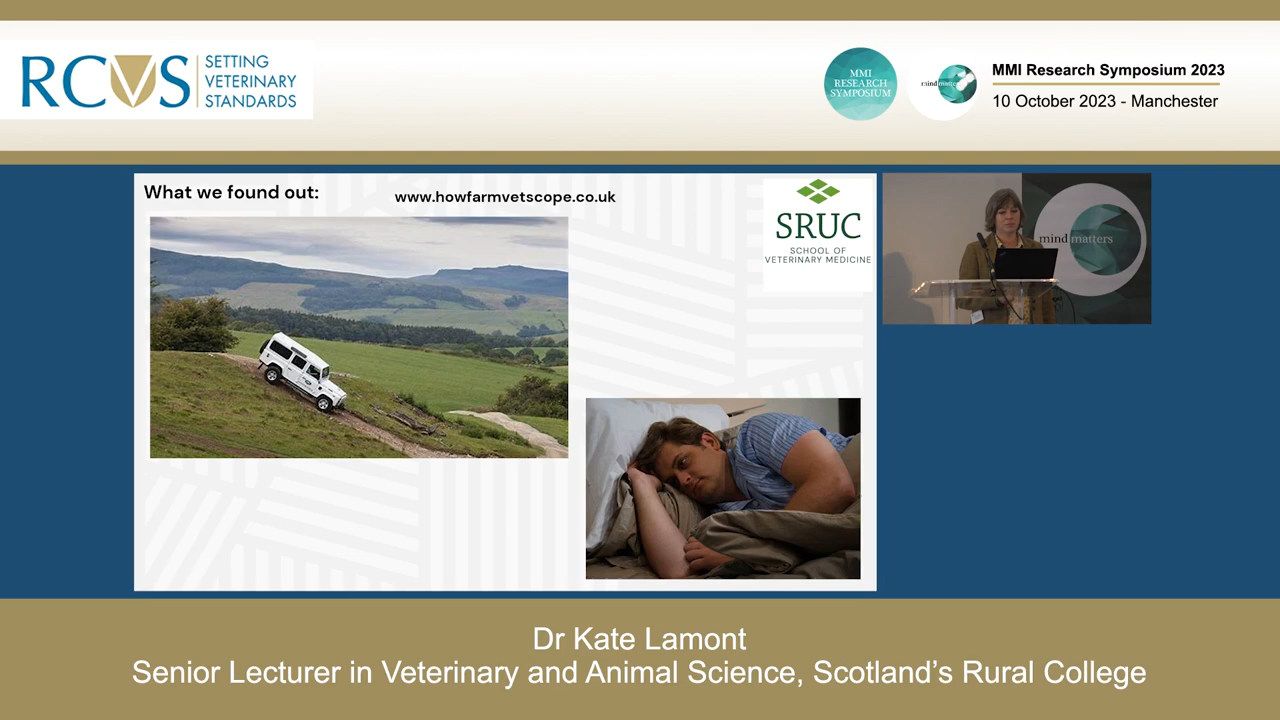 RCVS
SETTING
VETERINARY
STANDARDS
MMI
RESEARCH
SYMPOSIUM
mind matters
MMI Research Symposium 2023
10 October 2023 - Manchester
What we found out:
www.howfarmvetscope.co.uk
SRUC
SCHOOL OF
VETERINARY MEDICINE
mind matters
Dr Kate Lamont
Senior Lecturer in Veterinary and Animal Science, Scotland’s Rural College